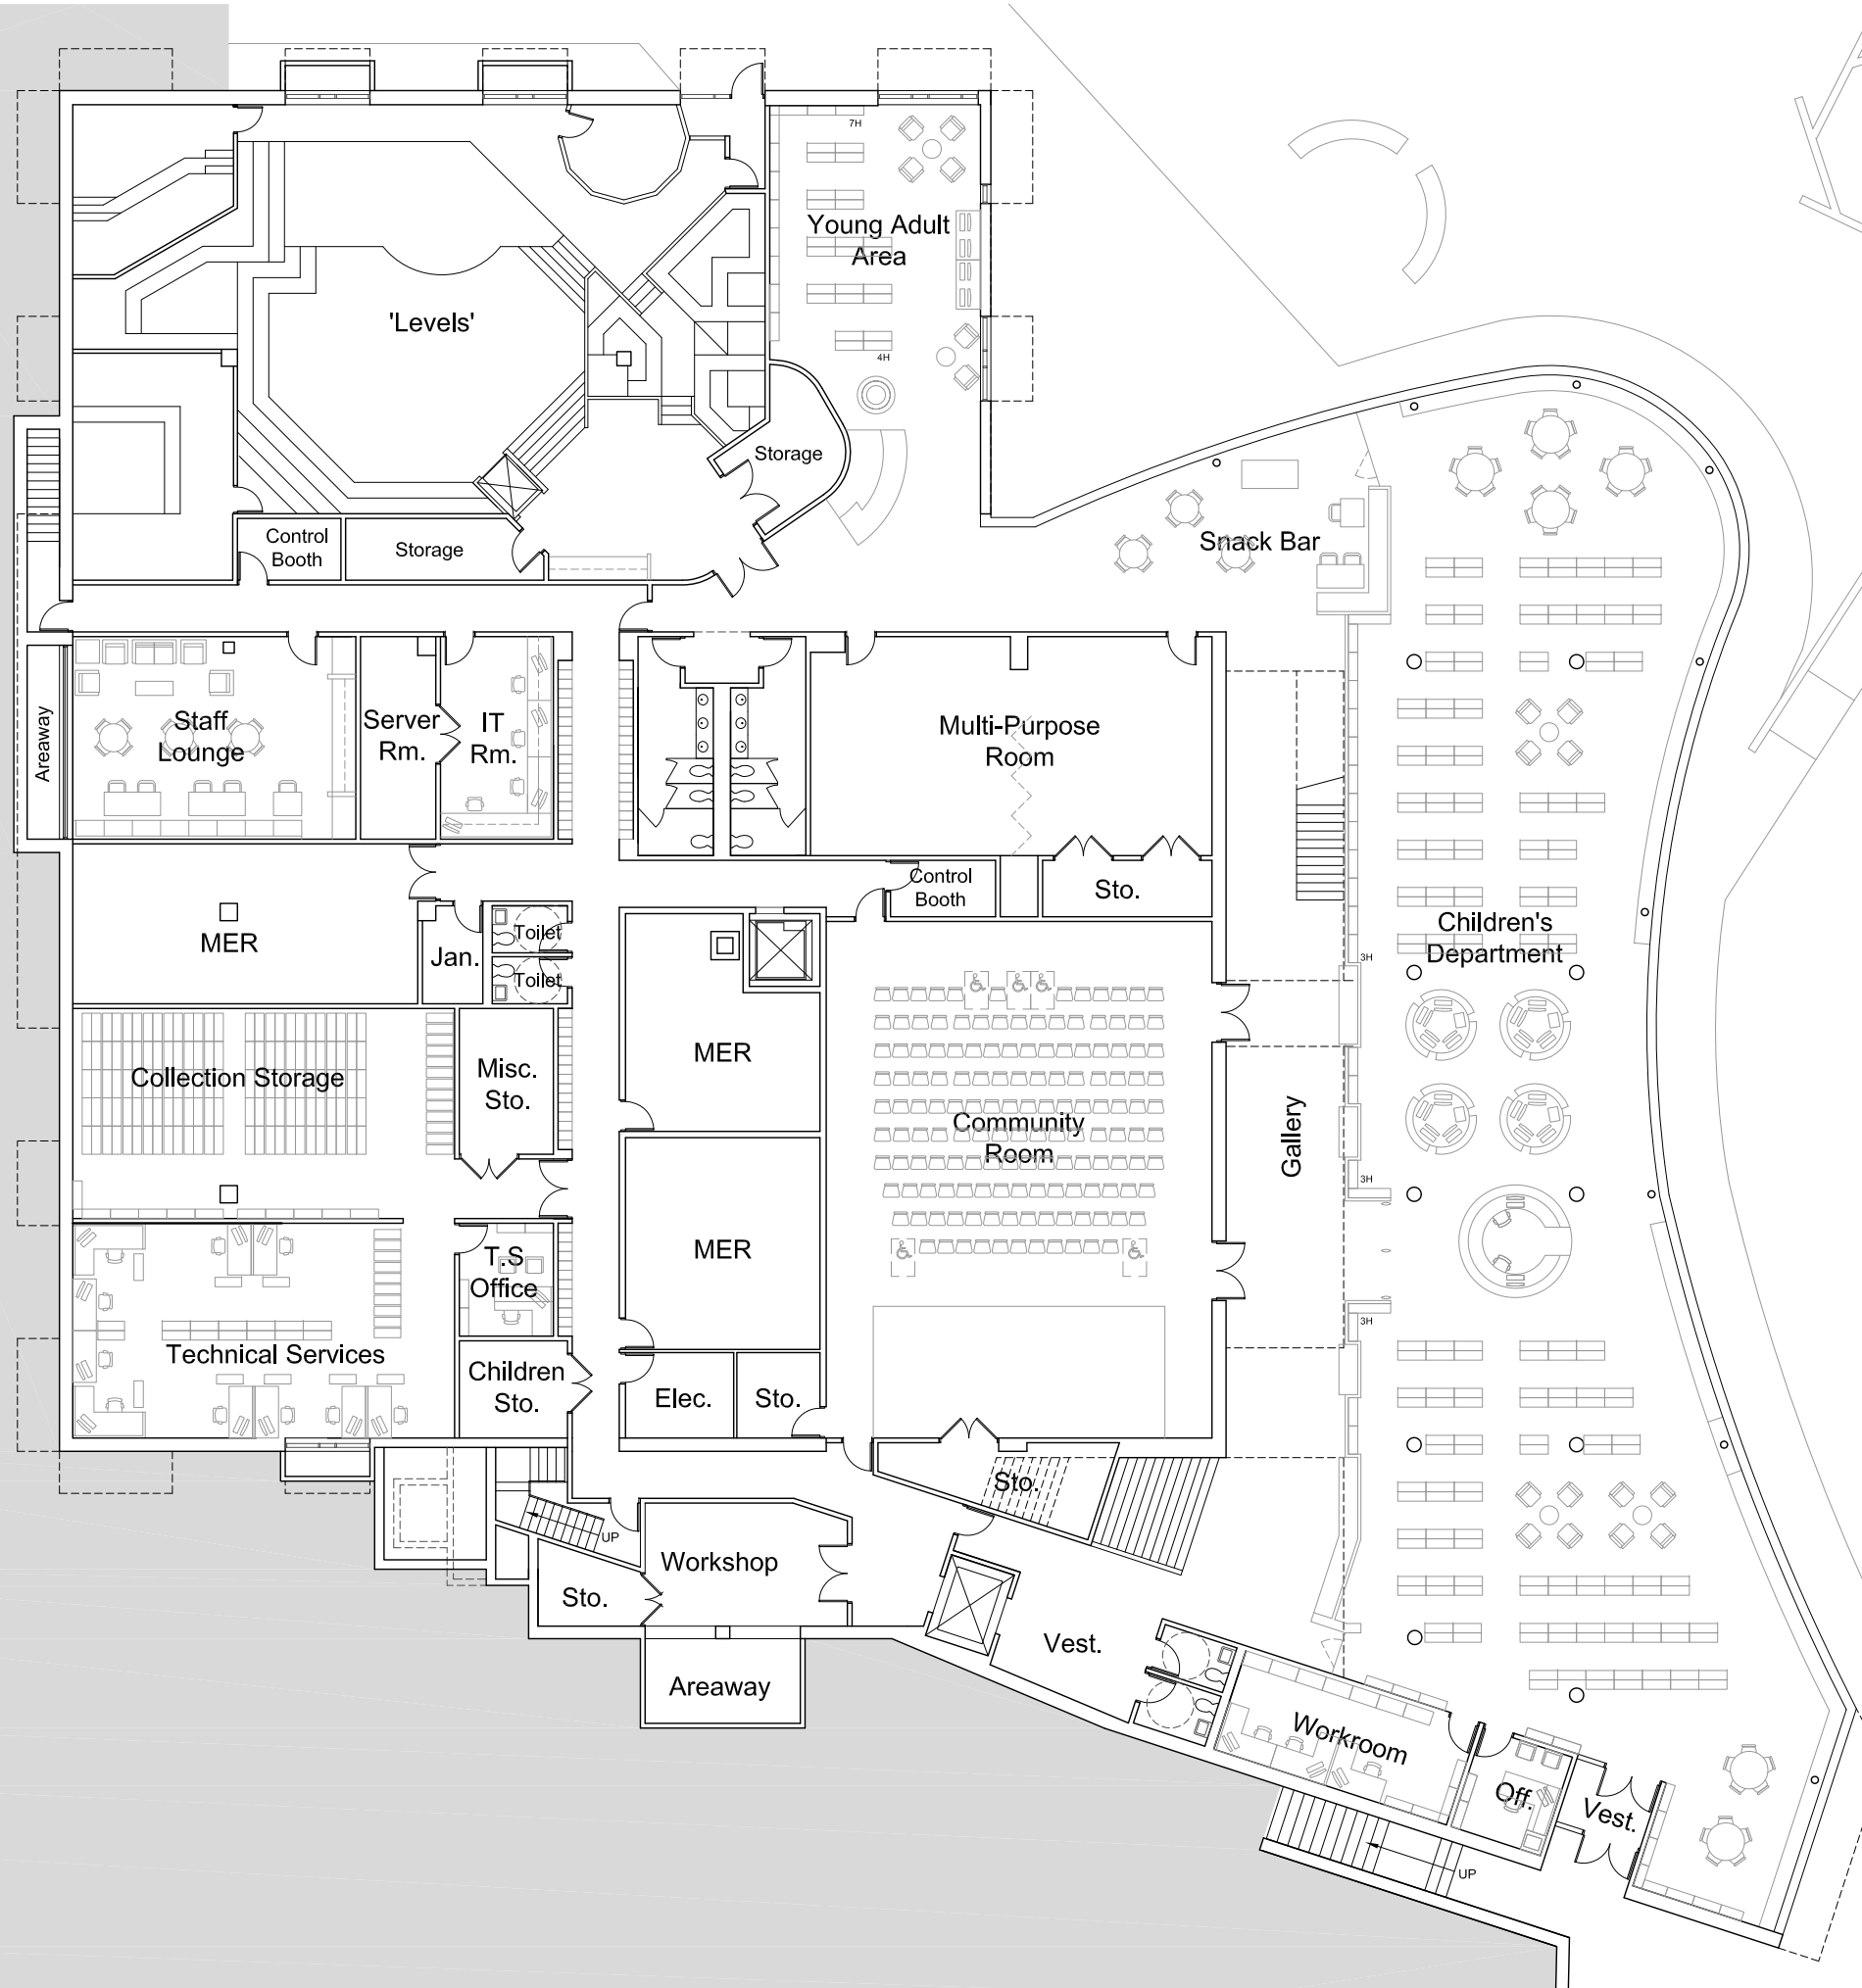 7H
Young Adult
Area
'Levels'
4H
Storage
Control
Booth
Storage
Snack Bar
Areaway
Staff
Lounge
Server
Rm.
IT
Rm.
Multi-Purpose
Room
Control
Booth
Sto.
MER
Jan.
Toilet
Toilet
Children's
Department
3H
Collection Storage
Misc.
Sto.
MER
Community
Room
Gallery
3H
MER
T.S
Office
3H
Technical Services
Children
Sto.
Elec.
Sto.
Sto.
UP
Workshop
Sto.
Vest.
Areaway
Workroom
Off.
Vest.
UP